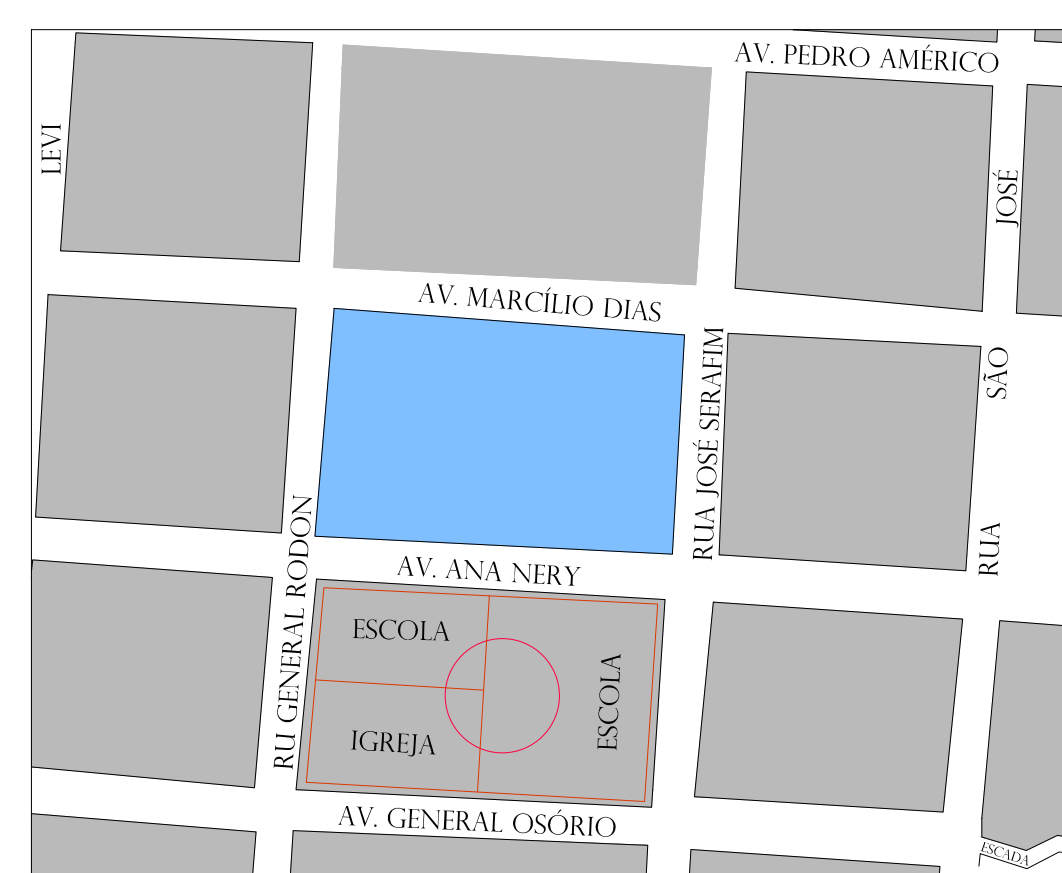 AV. PEDRO AMÉRICO
LEVI
JOSÉ
AV. MARCÍLIO DIAS
RUA JOSÉ SERAFIM
SÃO
RUA
RU GENERAL RODON
AV. ANA NERY
ESCOLA
ESCOLA
IGREJA
AV. GENERAL OSÓRIO
ESCADA